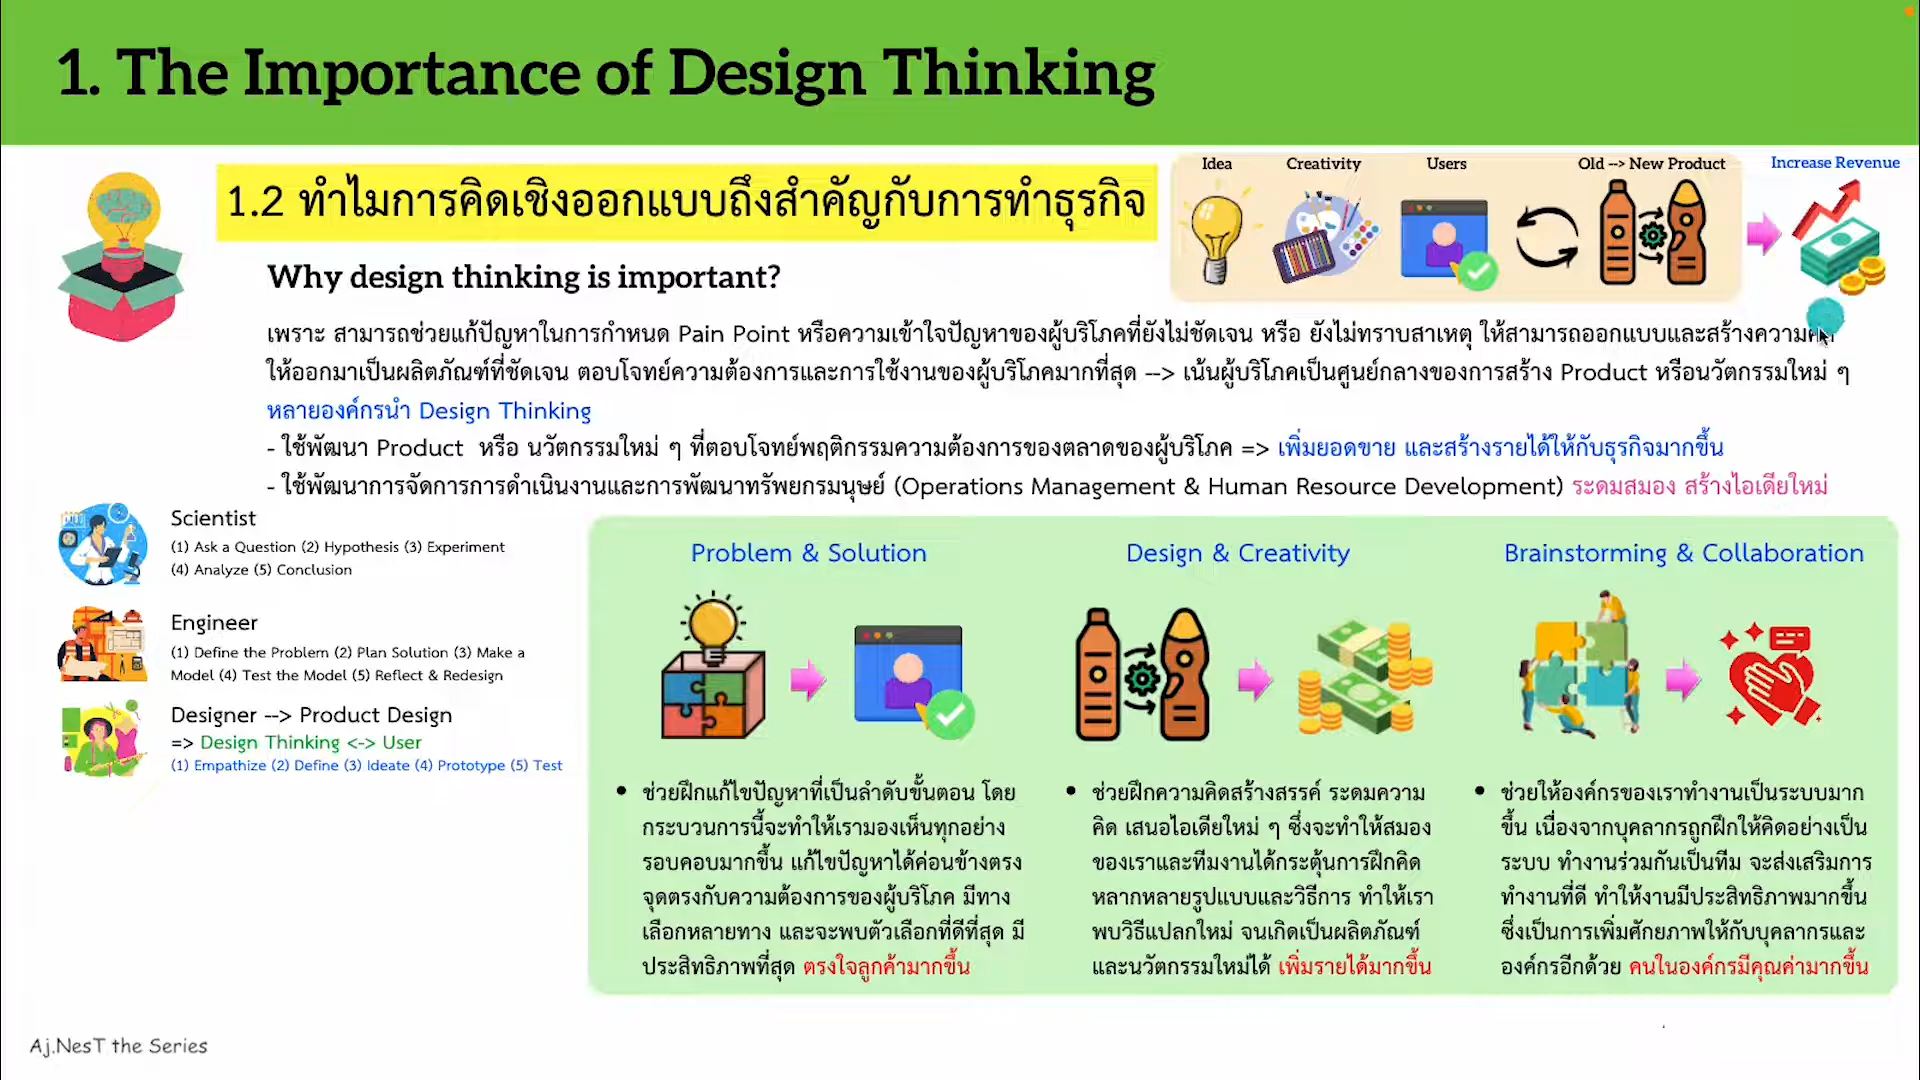 1. The Importance of Design Thinking
1.2 ทำไมการคิดเชิงออกแบบถึงสำคัญกับการทำธุรกิจ
Idea Creativity Users Old --> New Product Increase Revenue
Why design thinking is important?
เพราะ สามารถช่วยแก้ปัญหาในการกำหนด Pain Point หรือความเข้าใจปัญหาของผู้บริโภคที่ยังไม่ชัดเจน หรือ ยังไม่ทราบสาเหตุ ให้สามารถออกแบบและสร้างความคิด
ให้ออกมาเป็นผลิตภัณฑ์ที่ชัดเจน ตอบโจทย์ความต้องการและการใช้งานของผู้บริโภคมากที่สุด --> เน้นผู้บริโภคเป็นศูนย์กลางของการสร้าง Product หรือนวัตกรรมใหม่ ๆ
หลายองค์กรนำ Design Thinking
- ใช้พัฒนา Product หรือ นวัตกรรมใหม่ ๆ ที่ตอบโจทย์พฤติกรรมความต้องการของตลาดของผู้บริโภค => เพิ่มยอดขาย และสร้างรายได้ให้กับธุรกิจมากขึ้น
- ใช้พัฒนาการจัดการการดำเนินงานและการพัฒนาทรัพยกรมนุษย์ (Operations Management & Human Resource Development) ระดมสมอง สร้างไอเดียใหม่
Scientist
(1) Ask a Question (2) Hypothesis (3) Experiment
(4) Analyze (5) Conclusion
Engineer
(1) Define the Problem (2) Plan Solution (3) Make a
Model (4) Test the Model (5) Reflect & Redesign
Designer --> Product Design
=> Design Thinking <-> User
(1) Empathize (2) Define (3) Ideate (4) Prototype (5) Test
Problem & Solution
• ช่วยฝึกแก้ไขปัญหาที่เป็นลำดับขั้นตอน โดย
กระบวนการนี้จะทำให้เรามองเห็นทุกอย่าง
รอบคอบมากขึ้น แก้ไขปัญหาได้ค่อนข้างตรง
จุดตรงกับความต้องการของผู้บริโภค มีทาง
เลือกหลายทาง และจะพบตัวเลือกที่ดีที่สุด มี
ประสิทธิภาพที่สุด ตรงใจลูกค้ามากขึ้น
Design & Creativity
• ช่วยฝึกความคิดสร้างสรรค์ ระดมความ
คิด เสนอไอเดียใหม่ ๆ ซึ่งจะทำให้สมอง
ของเราและทีมงานได้กระตุ้นการฝึกคิด
หลากหลายรูปแบบและวิธีการ ทำให้เรา
พบวิธีแปลกใหม่ จนเกิดเป็นผลิตภัณฑ์
และนวัตกรรมใหม่ได้ เพิ่มรายได้มากขึ้น
Brainstorming & Collaboration
• ช่วยให้องค์กรของเราทำงานเป็นระบบมาก
ขึ้น เนื่องจากบุคลากรถูกฝึกให้คิดอย่างเป็น
ระบบ ทำงานร่วมกันเป็นทีม จะส่งเสริมการ
ทำงานที่ดี ทำให้งานมีประสิทธิภาพมากขึ้น
ซึ่งเป็นการเพิ่มศักยภาพให้กับบุคลากรและ
องค์กรอีกด้วย คนในองค์กรมีคุณค่ามากขึ้น
Aj.NesT the Series